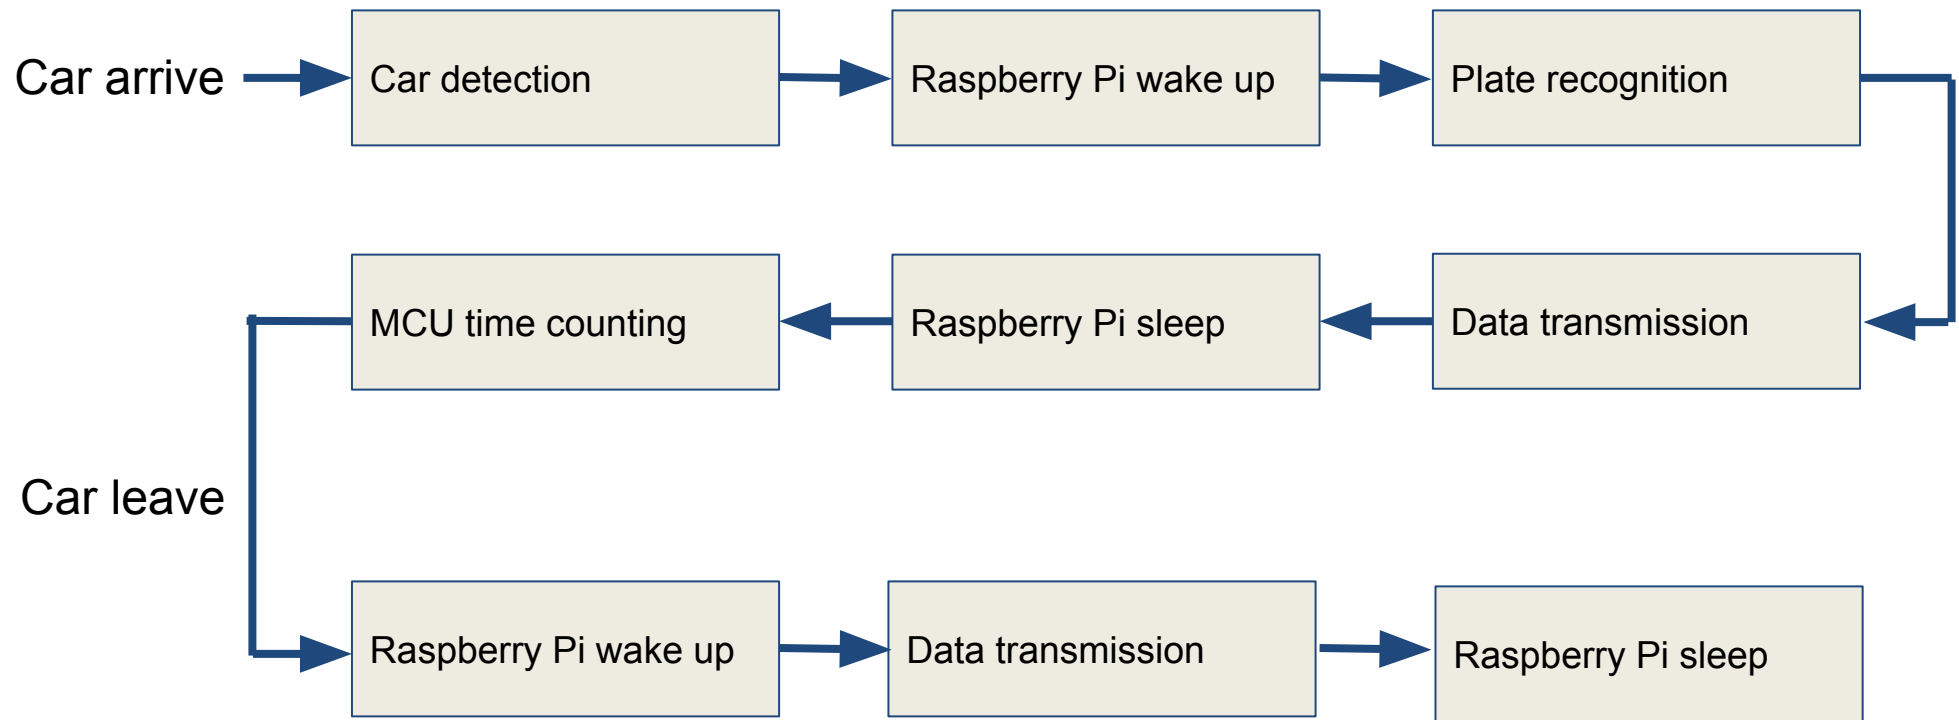 Car arrive
Car detection
Raspberry Pi wake up
Plate recognition
Data transmission
Raspberry Pi sleep
MCU time counting
Car leave
Raspberry Pi wake up
Data transmission
Raspberry Pi sleep